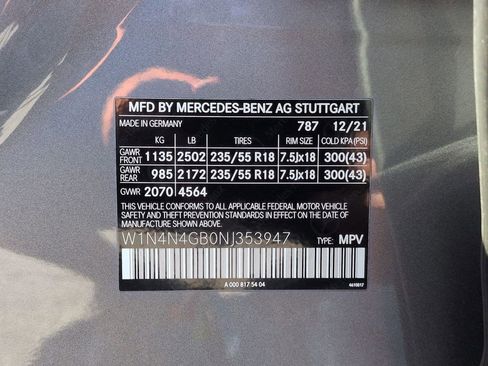 MFD BY MERCEDES-BENZ AG STUTTGART
MADE IN GERMANY 787 12/21
KG LB TIRES RIM SIZE COLD KPA(PSI)
GAWR FRONT 1135 2502 235/55 R18 7.5Jx18 300(43)
GAWR REAR 985 2172 235/55 R18 7.5Jx18 300(43)
GVWR 2070 4564
THIS VEHICLE CONFORMS TO ALL APPLICABLE FEDERAL MOTOR VEHICLE
SAFETY, BUMPER, AND THEFT PREVENTION STANDARDS IN EFFECT ON THE
DATE OF MANUFACTURE SHOWN ABOVE.
W1N4N4GB0NJ353947 TYPE: MPV
A 000 817 54 04